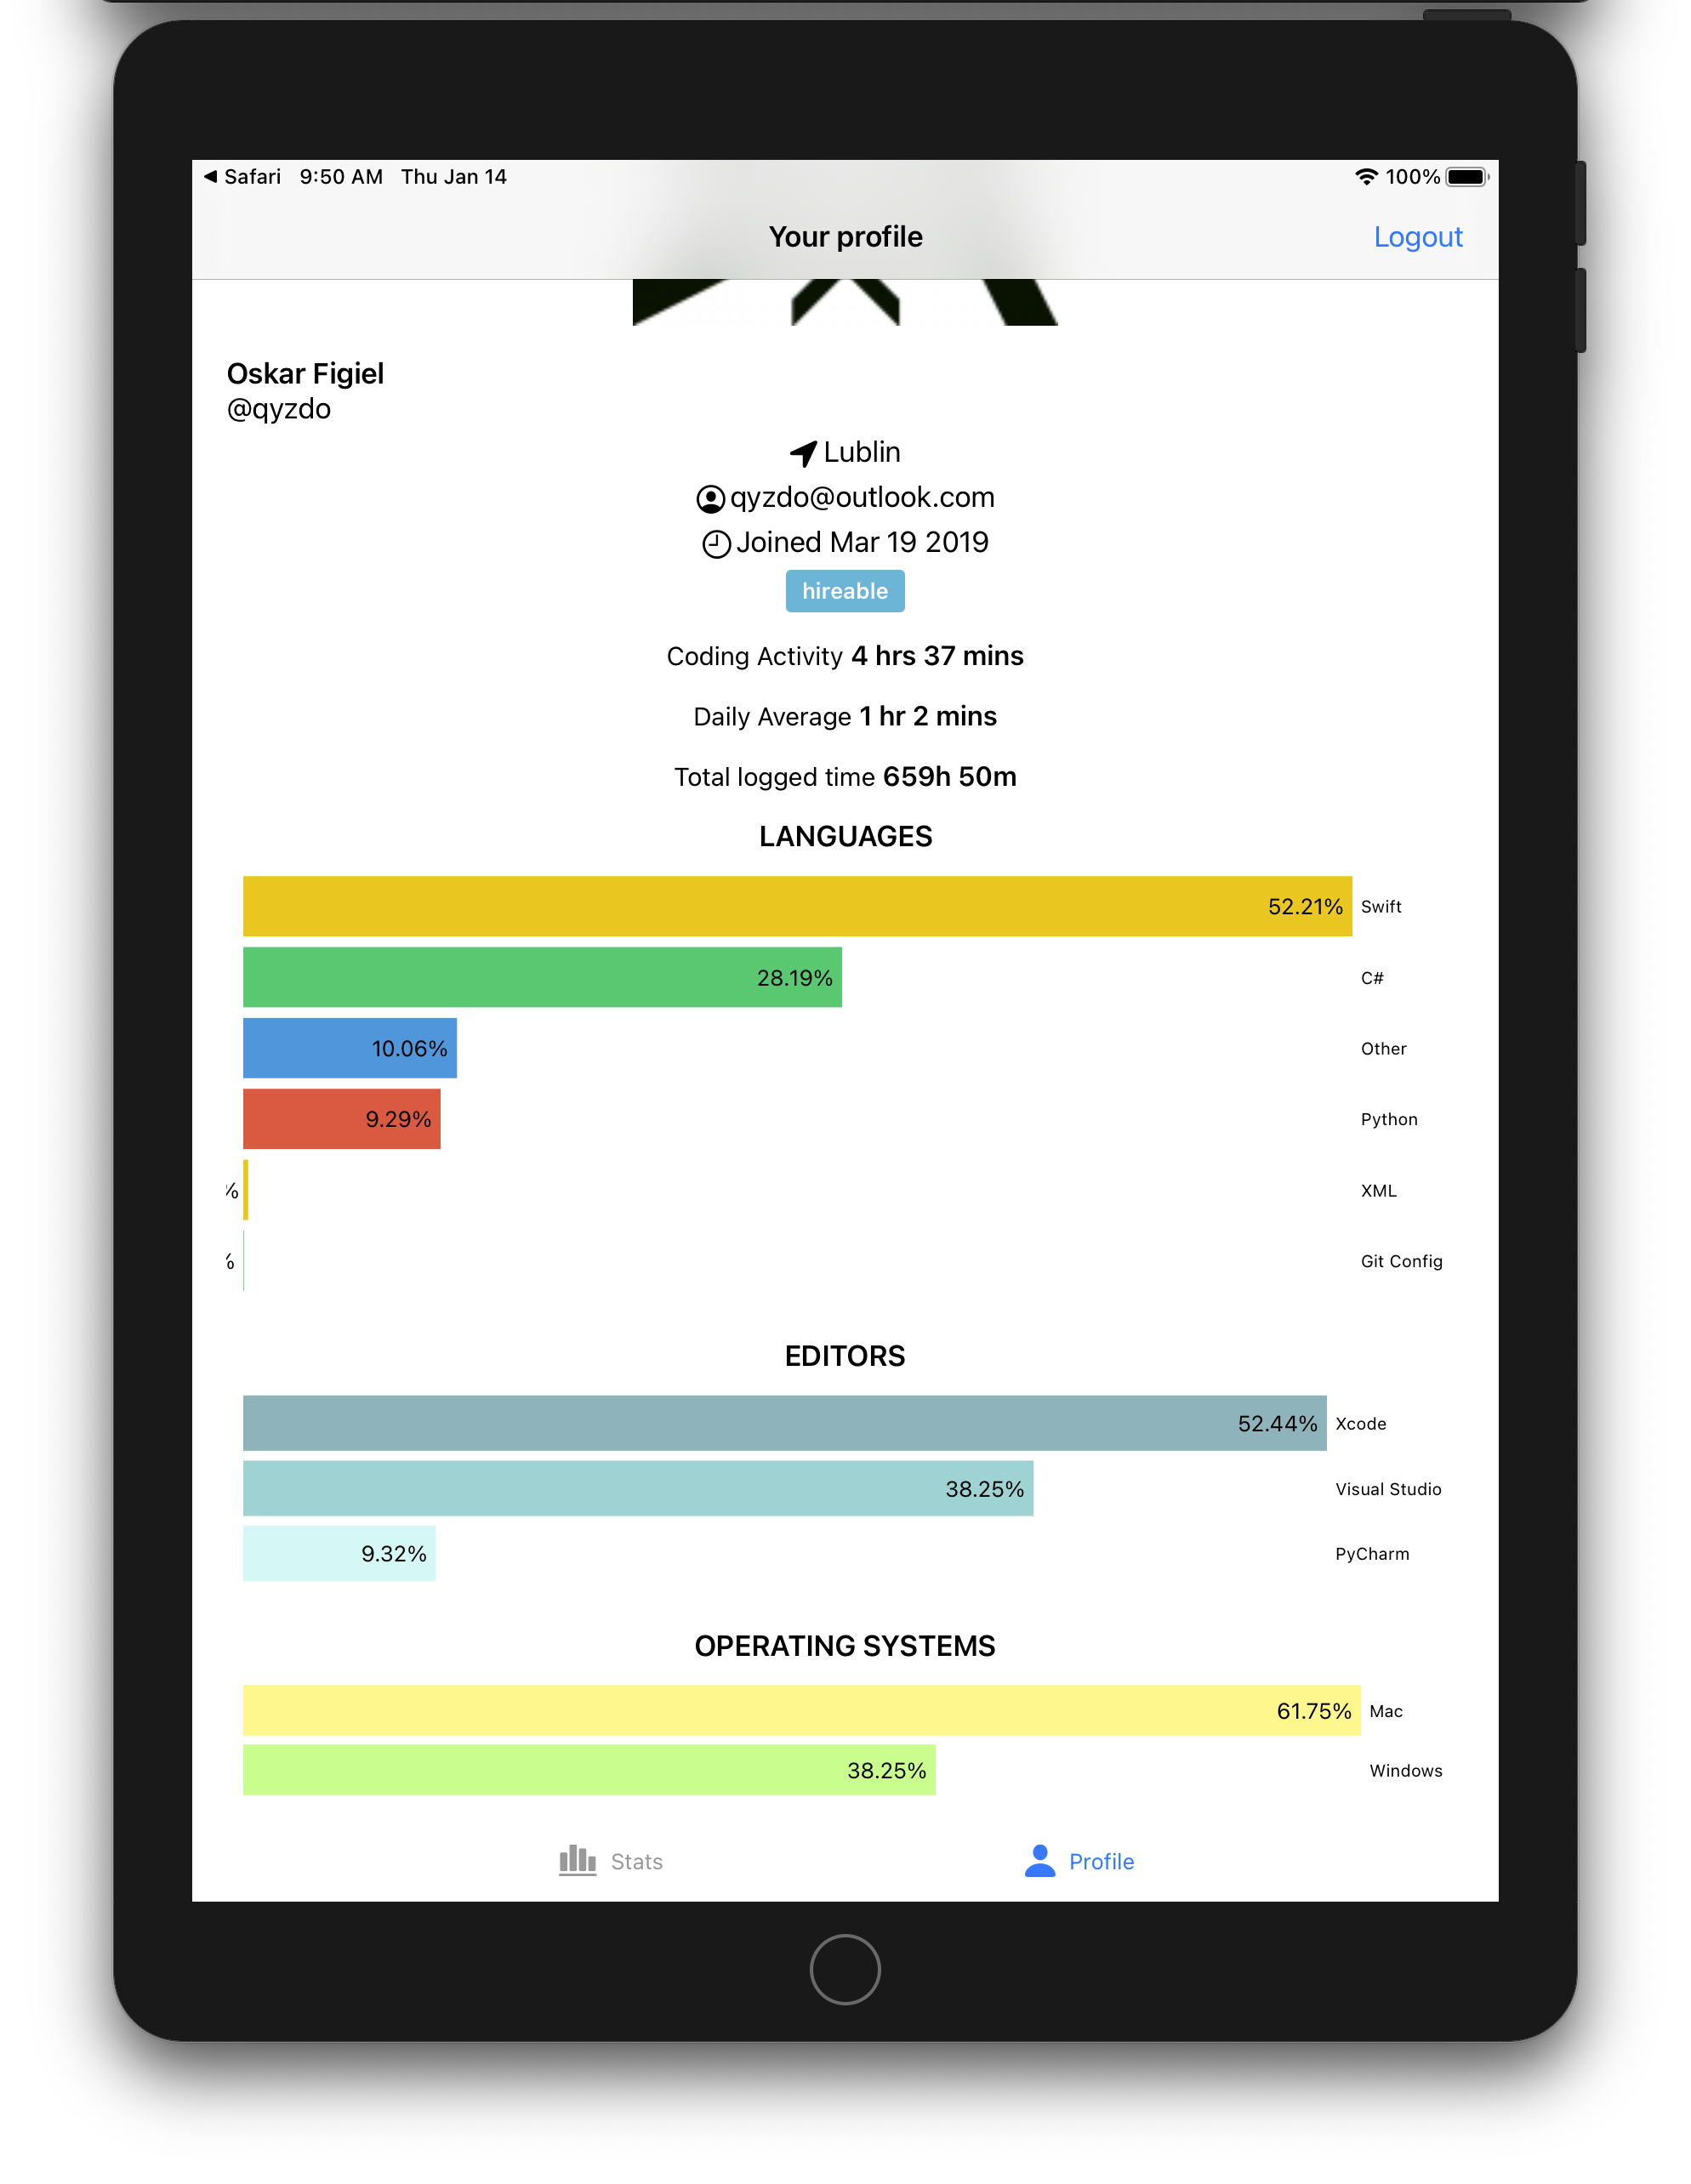 Safari 9:50 AM Thu Jan 14 100%
Your profile Logout
Oskar Figiel
@qyzdo
Lublin
qyzdo@outlook.com
Joined Mar 19 2019
hireable
Coding Activity 4 hrs 37 mins
Daily Average 1 hr 2 mins
Total logged time 659h 50m
LANGUAGES
52.21% Swift
28.19% C#
10.06% Other
9.29% Python
% XML
% Git Config
EDITORS
52.44% Xcode
38.25% Visual Studio
9.32% PyCharm
OPERATING SYSTEMS
61.75% Mac
38.25% Windows
Stats Profile